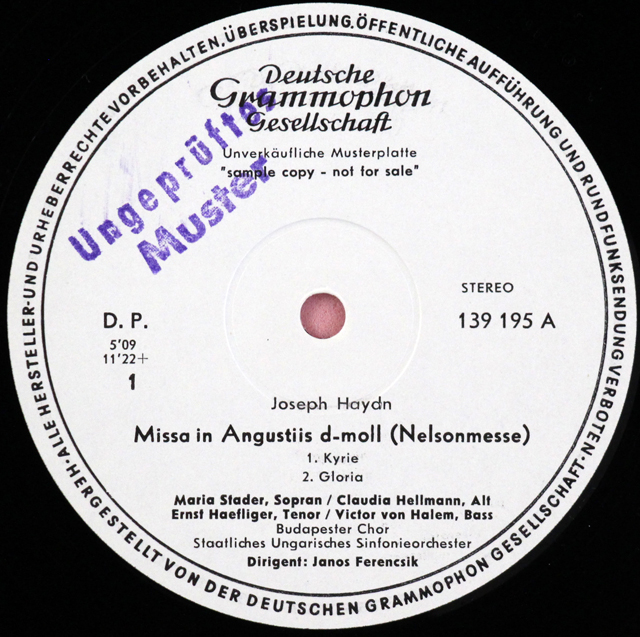 ALLE HERSTELLER- UND URHEBERRECHTE VORBEHALTEN. ÜBERSPIELUNG, ÖFFENTLICHE AUFFÜHRUNG UND RUNDFUNKSENDUNG VERBOTEN
Deutsche
Grammophon
Gesellschaft
Unverkäufliche Musterplatte
"sample copy - not for sale"
Ungeprüftes
Muster
STEREO
D. P.
139 195 A
5'09
11'22+
1
Joseph Haydn
Missa in Angustiis d-moll (Nelsonmesse)
1. Kyrie
2. Gloria
Maria Stader, Sopran / Claudia Hellmann, Alt
Ernst Haefliger, Tenor / Victor von Halem, Bass
Budapester Chor
Staatliches Ungarisches Sinfonieorchester
Dirigent: Janos Ferencsik
HERGESTELLT VON DER DEUTSCHEN GRAMMOPHON GESELLSCHAFT